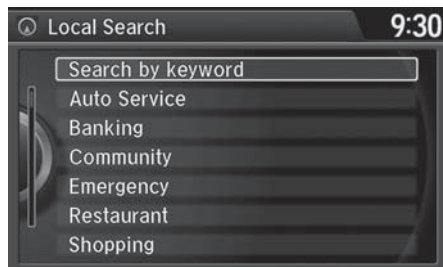 Local Search
9:30
Search by keyword
Auto Service
Banking
Community
Emergency
Restaurant
Shopping